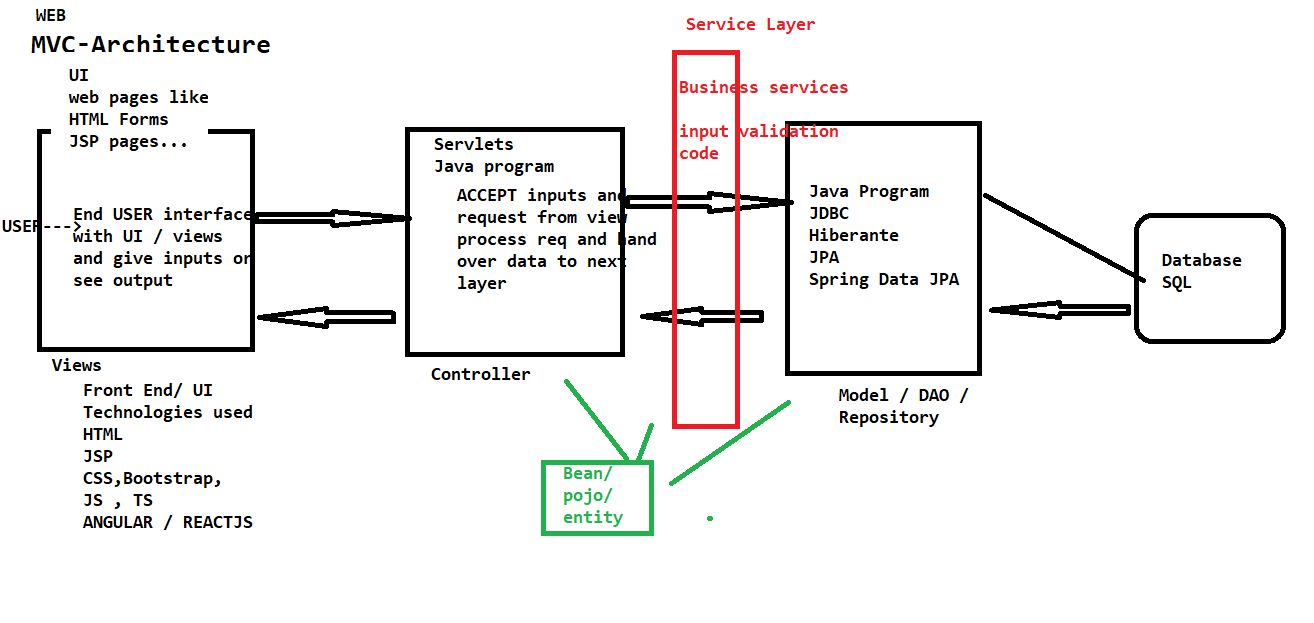 WEB
MVC-Architecture
UI
web pages like
HTML Forms
JSP pages...
USER--->
End USER interface
with UI / views
and give inputs or
see output
Views
Front End/ UI
Technologies used
HTML
JSP
CSS,Bootstrap,
JS , TS
ANGULAR / REACTJS
Servlets
Java program
ACCEPT inputs and
request from view
process req and hand
over data to next
layer
Controller
Service Layer
Business services
input validation
code
Bean/
pojo/
entity
Java Program
JDBC
Hiberante
JPA
Spring Data JPA
Model / DAO /
Repository
Database
SQL